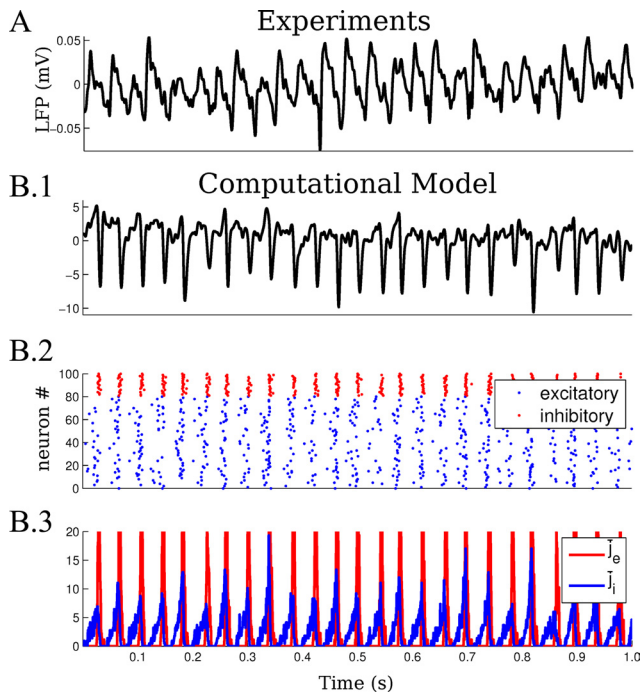 A
Experiments
LFP (mV)
0.05
0
−0.05
B.1
Computational Model
5
0
−5
−10
B.2
neuron #
100
80
60
40
20
0
excitatory
inhibitory
B.3
20
15
10
5
0
j̄e
j̄i
0.1 0.2 0.3 0.4 0.5 0.6 0.7 0.8 0.9 1.0
Time (s)